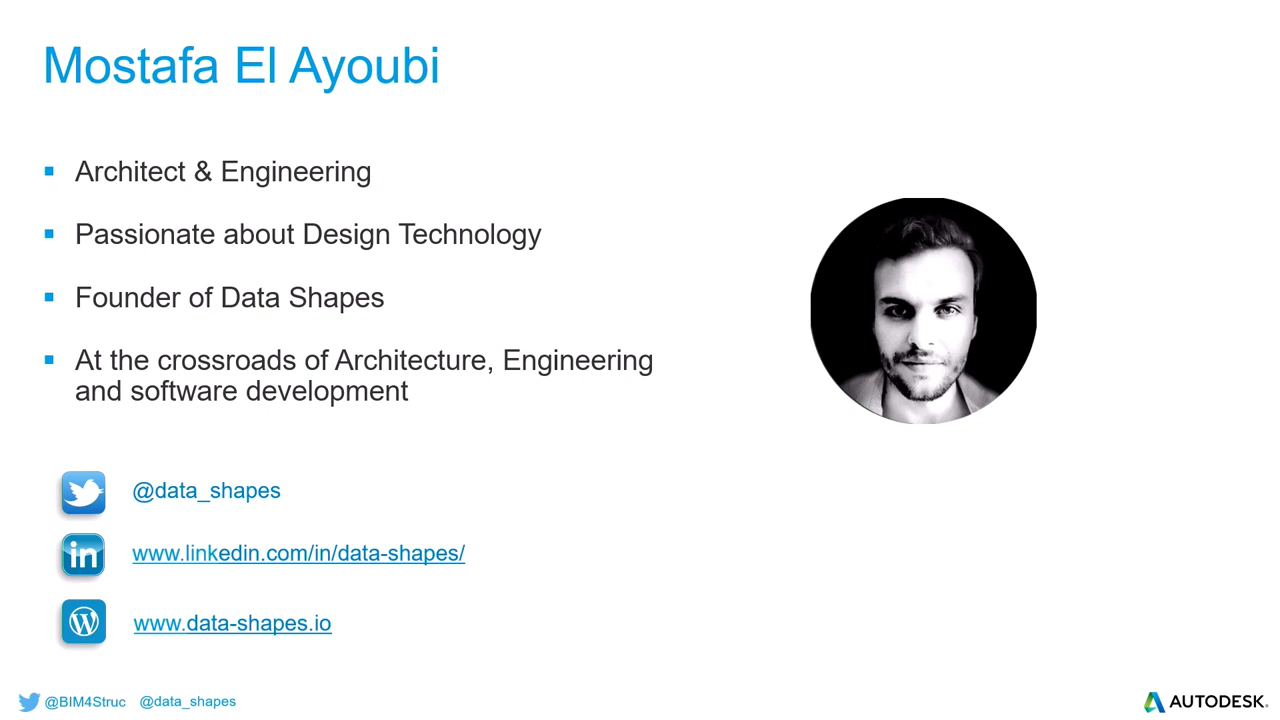 Mostafa El Ayoubi
Architect & Engineering
Passionate about Design Technology
Founder of Data Shapes
At the crossroads of Architecture, Engineering
and software development
@data_shapes
in
www.linkedin.com/in/data-shapes/
www.data-shapes.io
@BIM4Struc @data_shapes
AUTODESK.